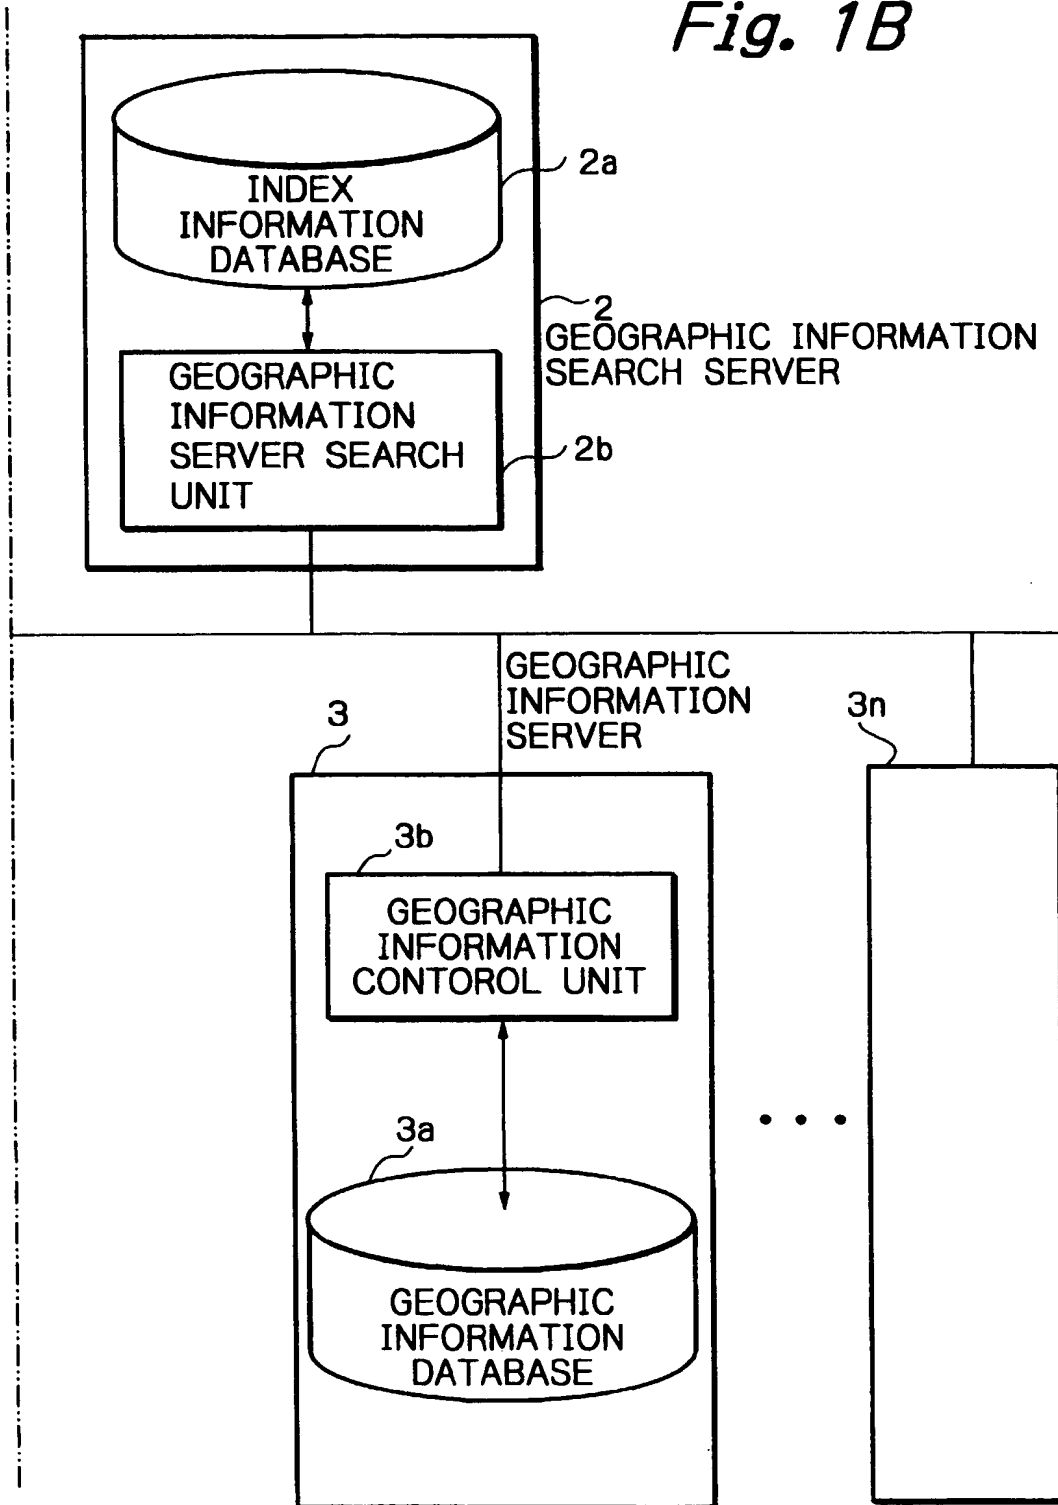 Fig. 1B
2a
INDEX
INFORMATION
DATABASE
2
GEOGRAPHIC INFORMATION
SEARCH SERVER
GEOGRAPHIC
INFORMATION
SERVER SEARCH
UNIT
2b
GEOGRAPHIC
INFORMATION
SERVER
3
3n
3b
GEOGRAPHIC
INFORMATION
CONTOROL UNIT
3a
GEOGRAPHIC
INFORMATION
DATABASE